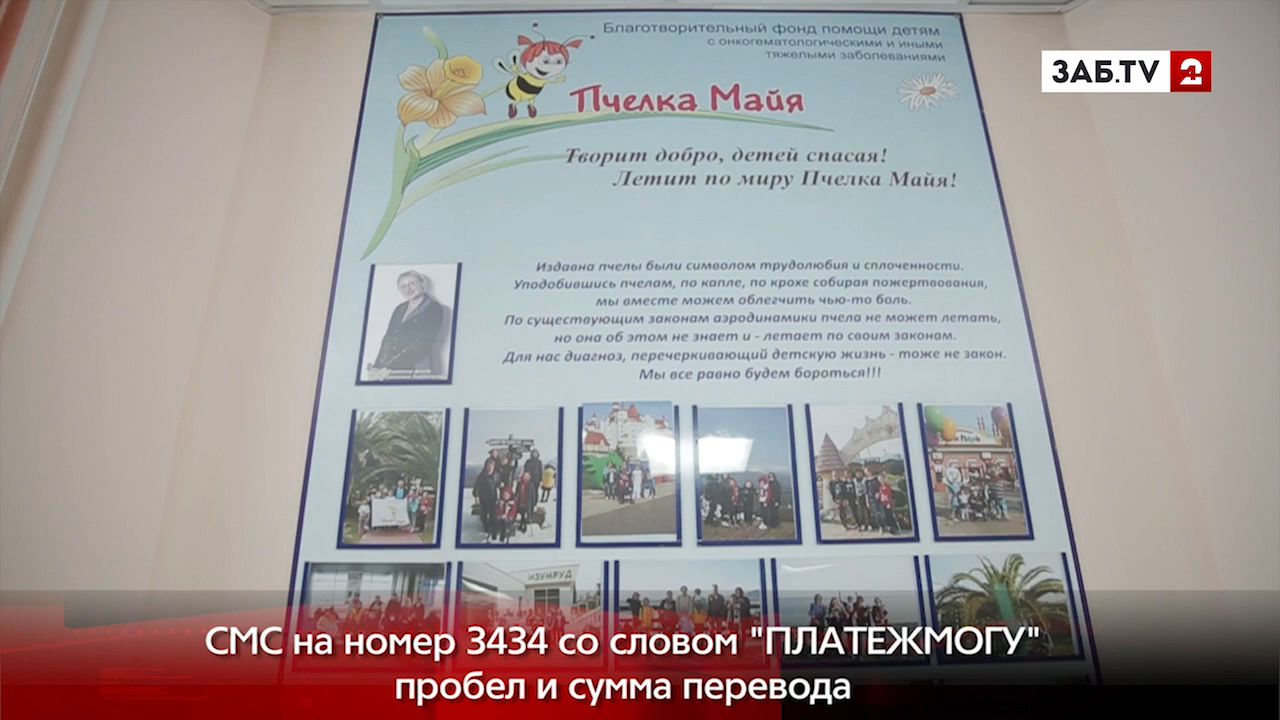 Благотворительный фонд помощи детям
с онкогематологическими и иными
тяжелыми заболеваниями
ЗАБ.TV 24
Пчелка Майя
Творит добро, детей спасая!
Летит по миру Пчелка Майя!
Издавна пчелы были символом трудолюбия и сплоченности.
Уподобившись пчелам, по капле, по крохе собирая пожертвования,
мы вместе можем облегчить чью-то боль.
По существующим законам аэродинамики пчела не может летать,
но она об этом не знает и - летает по своим законам.
Для нас диагноз, перечеркивающий детскую жизнь - тоже не закон.
Мы все равно будем бороться!!!
ИЗУМРУД
СМС на номер 3434 со словом "ПЛАТЕЖМОГУ"
пробел и сумма перевода